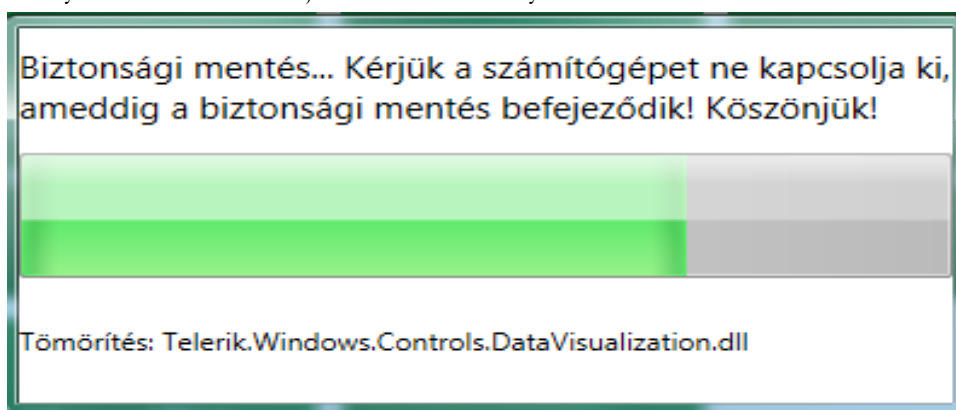 Biztonsági mentés... Kérjük a számítógépet ne kapcsolja ki,
ameddig a biztonsági mentés befejeződik! Köszönjük!
Tömörítés: Telerik.Windows.Controls.DataVisualization.dll